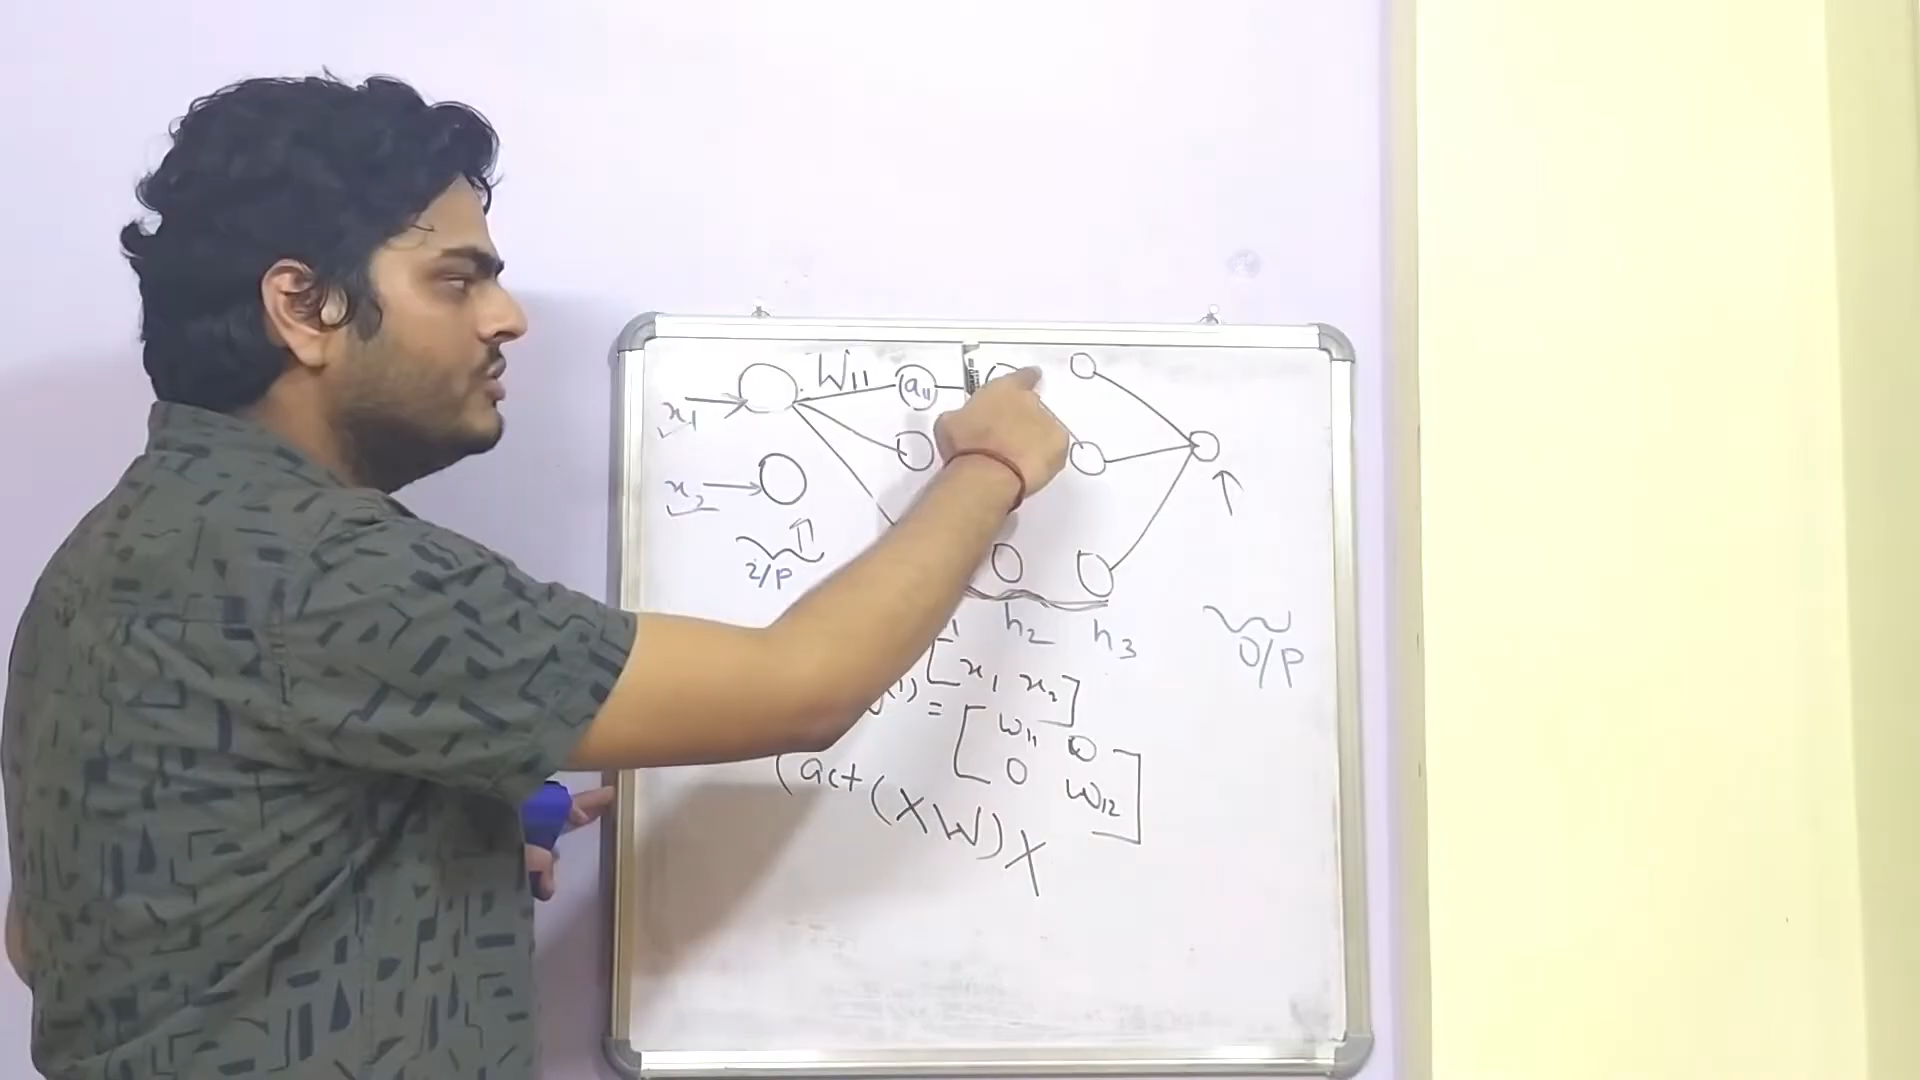 W11
a11
x1
x2
i/P
h2 h3
O/P
[x1 x2]
= [w11 0
0 w12]
(act(XW)X